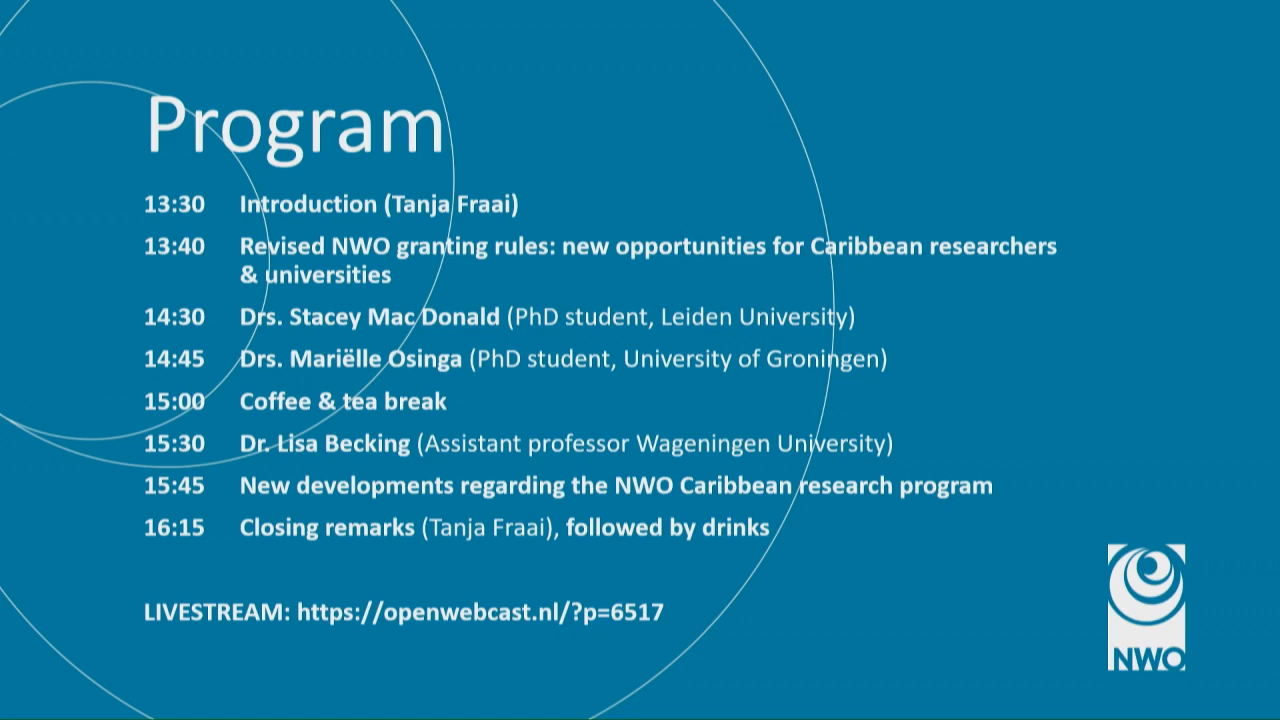 Program
13:30 Introduction (Tanja Fraai)
13:40 Revised NWO granting rules: new opportunities for Caribbean researchers
& universities
14:30 Drs. Stacey Mac Donald (PhD student, Leiden University)
14:45 Drs. Mariëlle Osinga (PhD student, University of Groningen)
15:00 Coffee & tea break
15:30 Dr. Lisa Becking (Assistant professor Wageningen University)
15:45 New developments regarding the NWO Caribbean research program
16:15 Closing remarks (Tanja Fraai), followed by drinks
LIVESTREAM: https://openwebcast.nl/?p=6517
NWO